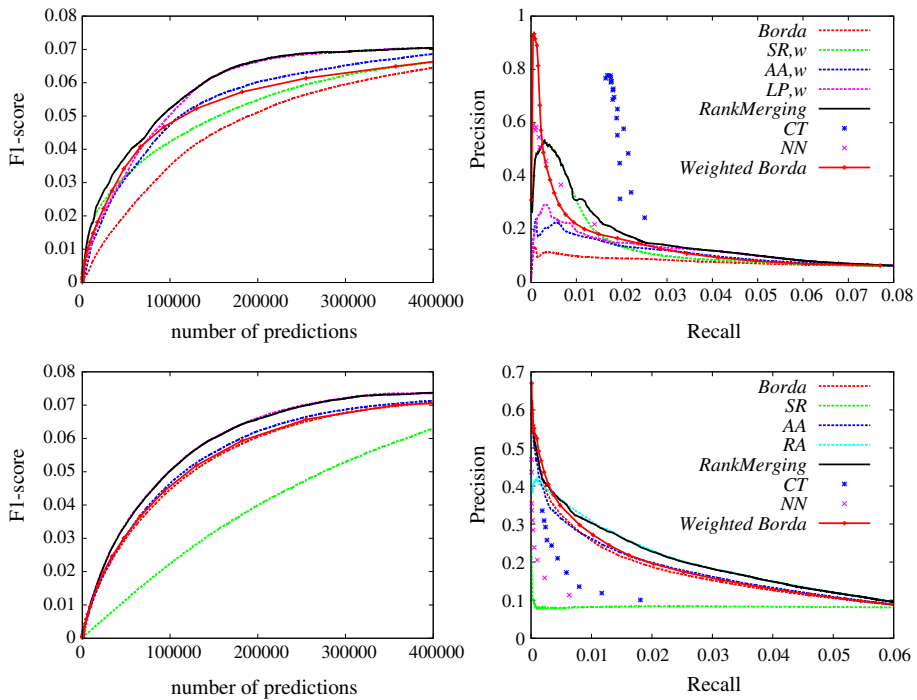 0.08
0.07
0.06
0.05
0.04
0.03
0.02
0.01
0
F1-score
0
100000
200000
300000
400000
number of predictions
1
0.8
0.6
0.4
0.2
0
Precision
0
0.01
0.02
0.03
0.04
0.05
0.06
0.07
0.08
Recall
Borda
SR,w
AA,w
LP,w
RankMerging
CT
NN
Weighted Borda
0.08
0.07
0.06
0.05
0.04
0.03
0.02
0.01
0
F1-score
0
100000
200000
300000
400000
number of predictions
0.7
0.6
0.5
0.4
0.3
0.2
0.1
0
Precision
0
0.01
0.02
0.03
0.04
0.05
0.06
Recall
Borda
SR
AA
RA
RankMerging
CT
NN
Weighted Borda